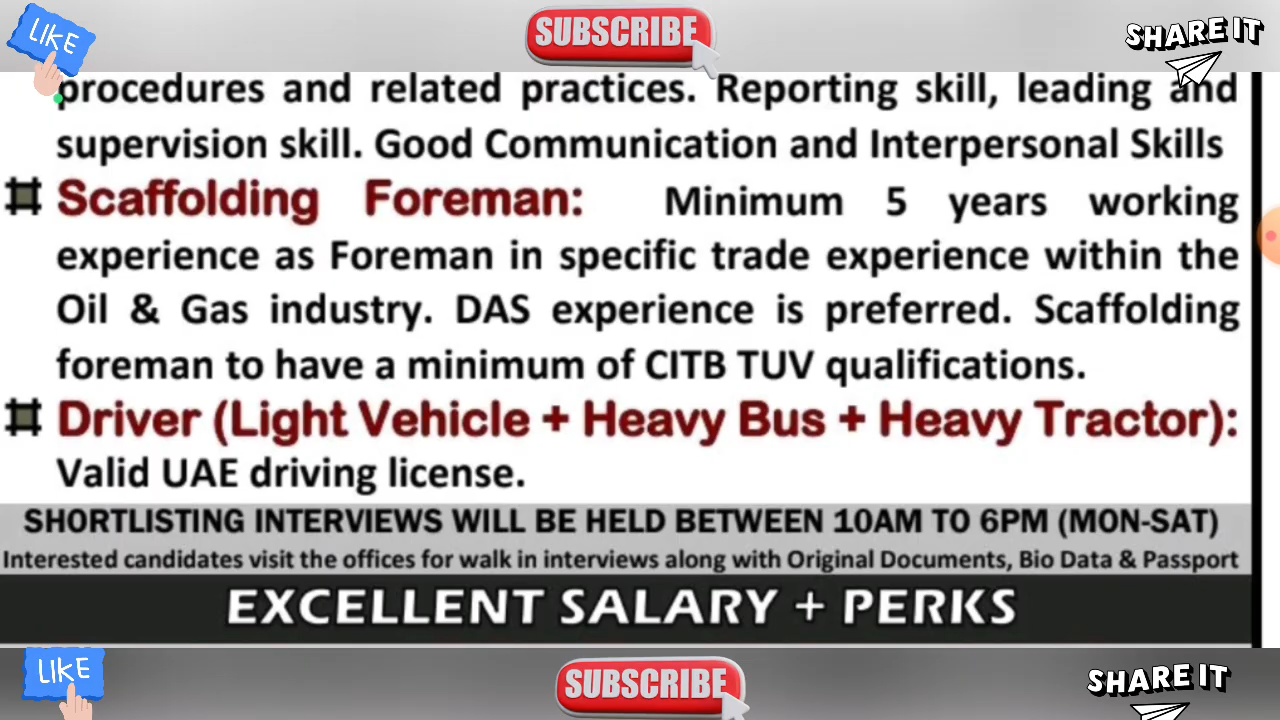 LIKE
SUBSCRIBE
SHARE IT
procedures and related practices. Reporting skill, leading and
supervision skill. Good Communication and Interpersonal Skills
Scaffolding Foreman: Minimum 5 years working
experience as Foreman in specific trade experience within the
Oil & Gas industry. DAS experience is preferred. Scaffolding
foreman to have a minimum of CITB TUV qualifications.
Driver (Light Vehicle + Heavy Bus + Heavy Tractor):
Valid UAE driving license.
SHORTLISTING INTERVIEWS WILL BE HELD BETWEEN 10AM TO 6PM (MON-SAT)
Interested candidates visit the offices for walk in interviews along with Original Documents, Bio Data & Passport
EXCELLENT SALARY + PERKS
LIKE
SUBSCRIBE
SHARE IT